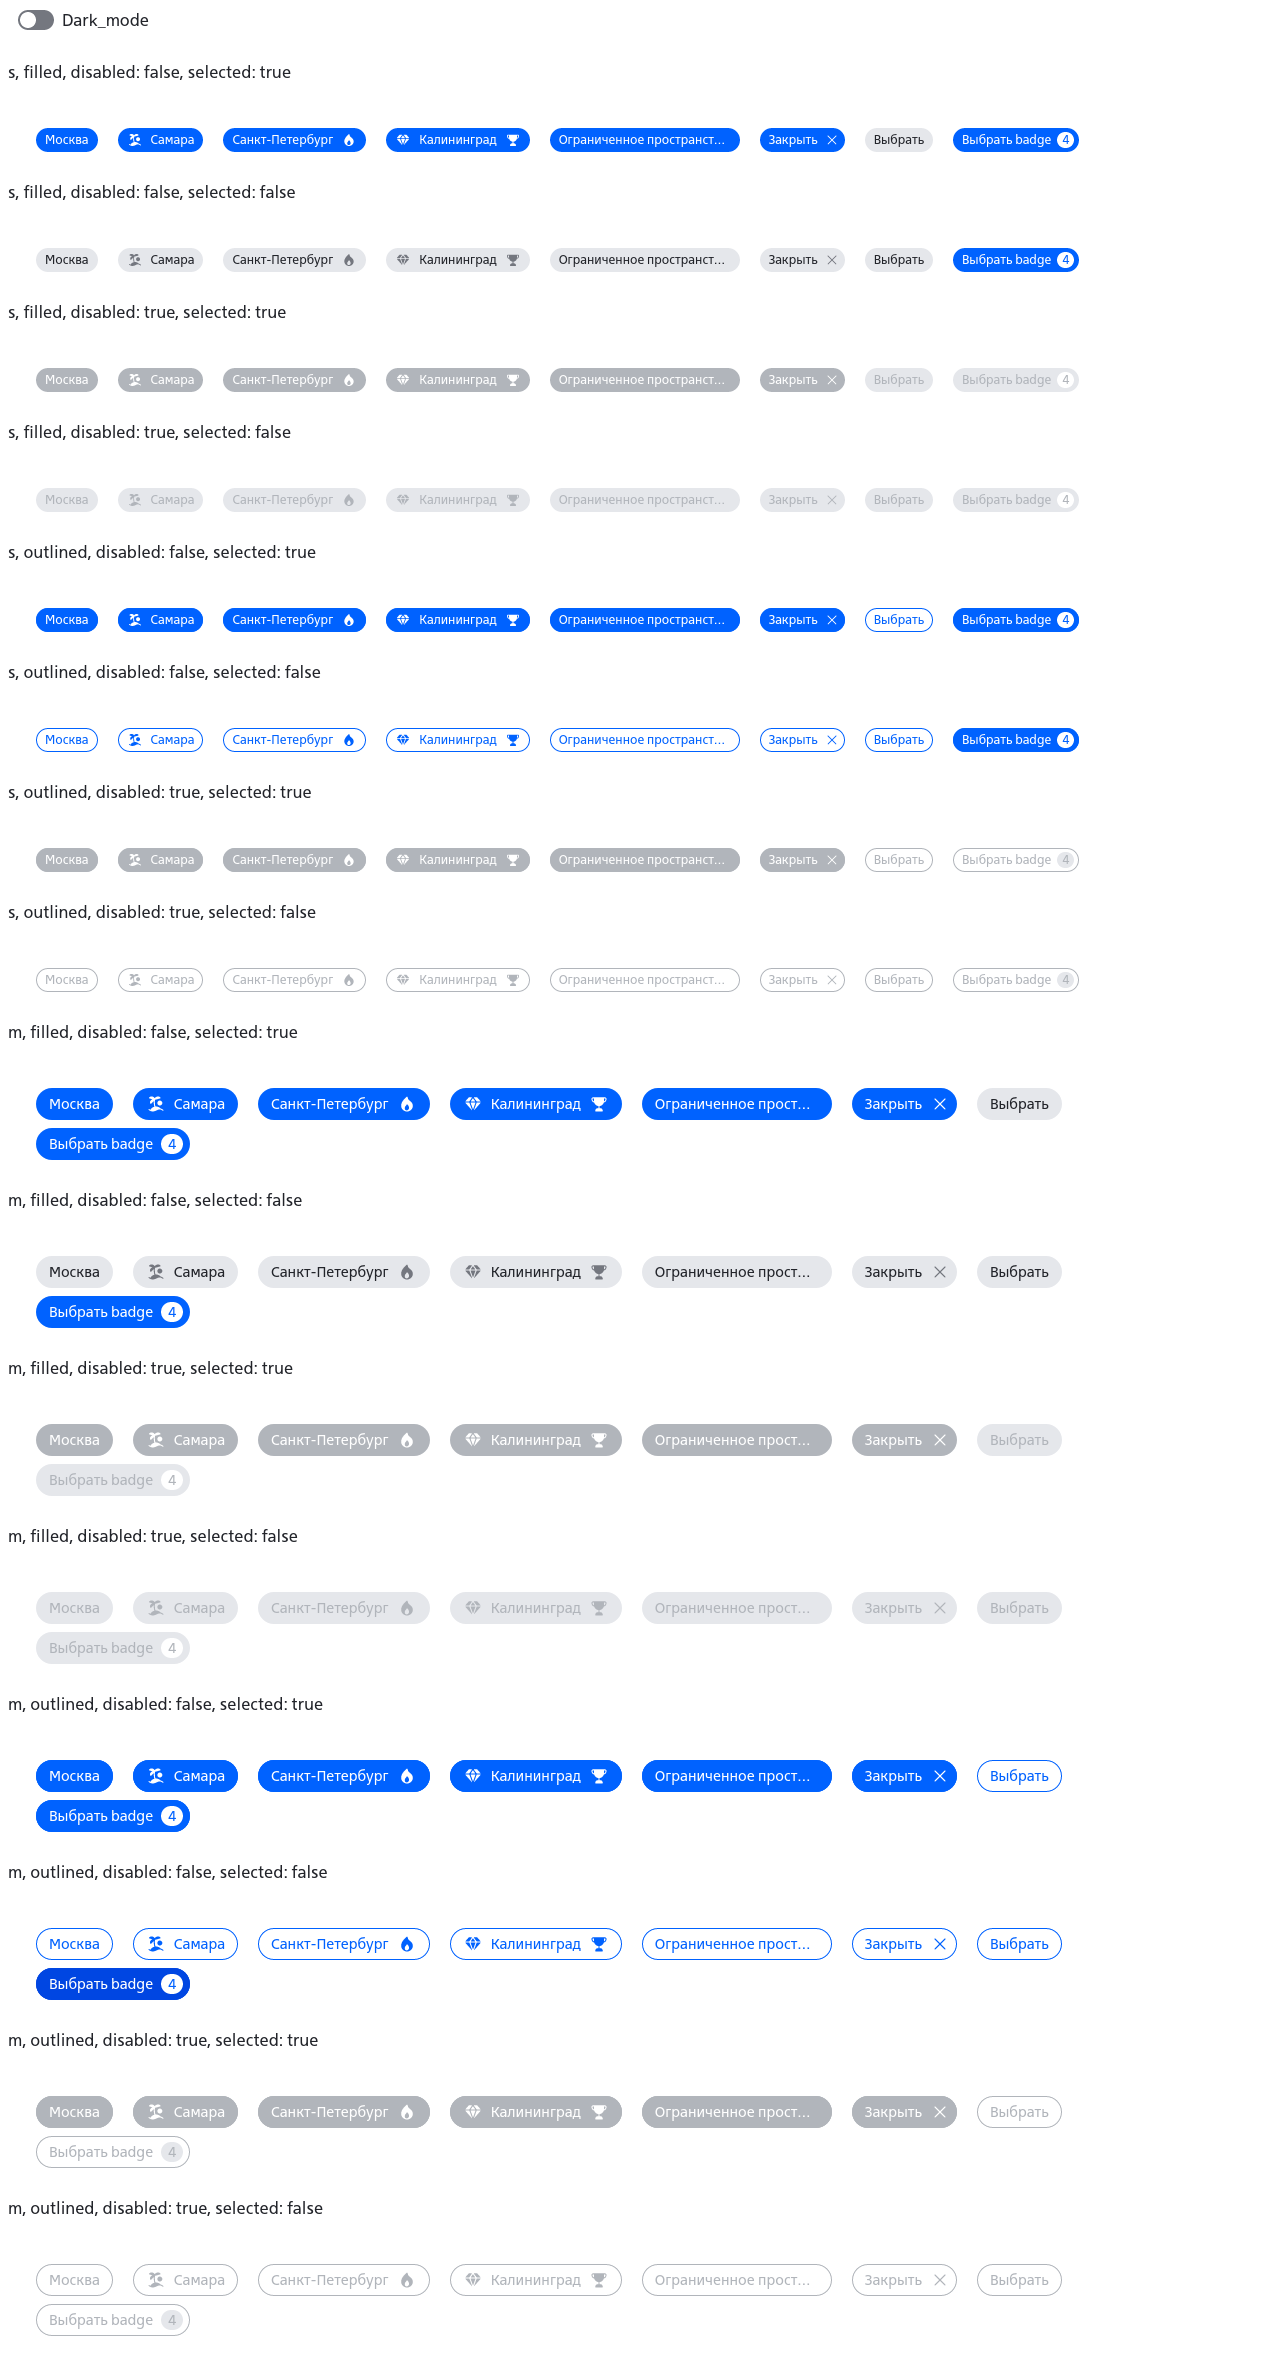 Dark_mode
s, filled, disabled: false, selected: true
Москва Самара Санкт-Петербург Калининград Ограниченное пространст... Закрыть Выбрать Выбрать badge 4
s, filled, disabled: false, selected: false
Москва Самара Санкт-Петербург Калининград Ограниченное пространст... Закрыть Выбрать Выбрать badge 4
s, filled, disabled: true, selected: true
Москва Самара Санкт-Петербург Калининград Ограниченное пространст... Закрыть Выбрать Выбрать badge 4
s, filled, disabled: true, selected: false
Москва Самара Санкт-Петербург Калининград Ограниченное пространст... Закрыть Выбрать Выбрать badge 4
s, outlined, disabled: false, selected: true
Москва Самара Санкт-Петербург Калининград Ограниченное пространст... Закрыть Выбрать Выбрать badge 4
s, outlined, disabled: false, selected: false
Москва Самара Санкт-Петербург Калининград Ограниченное пространст... Закрыть Выбрать Выбрать badge 4
s, outlined, disabled: true, selected: true
Москва Самара Санкт-Петербург Калининград Ограниченное пространст... Закрыть Выбрать Выбрать badge 4
s, outlined, disabled: true, selected: false
Москва Самара Санкт-Петербург Калининград Ограниченное пространст... Закрыть Выбрать Выбрать badge 4
m, filled, disabled: false, selected: true
Москва Самара Санкт-Петербург Калининград Ограниченное прост... Закрыть Выбрать
Выбрать badge 4
m, filled, disabled: false, selected: false
Москва Самара Санкт-Петербург Калининград Ограниченное прост... Закрыть Выбрать
Выбрать badge 4
m, filled, disabled: true, selected: true
Москва Самара Санкт-Петербург Калининград Ограниченное прост... Закрыть Выбрать
Выбрать badge 4
m, filled, disabled: true, selected: false
Москва Самара Санкт-Петербург Калининград Ограниченное прост... Закрыть Выбрать
Выбрать badge 4
m, outlined, disabled: false, selected: true
Москва Самара Санкт-Петербург Калининград Ограниченное прост... Закрыть Выбрать
Выбрать badge 4
m, outlined, disabled: false, selected: false
Москва Самара Санкт-Петербург Калининград Ограниченное прост... Закрыть Выбрать
Выбрать badge 4
m, outlined, disabled: true, selected: true
Москва Самара Санкт-Петербург Калининград Ограниченное прост... Закрыть Выбрать
Выбрать badge 4
m, outlined, disabled: true, selected: false
Москва Самара Санкт-Петербург Калининград Ограниченное прост... Закрыть Выбрать
Выбрать badge 4